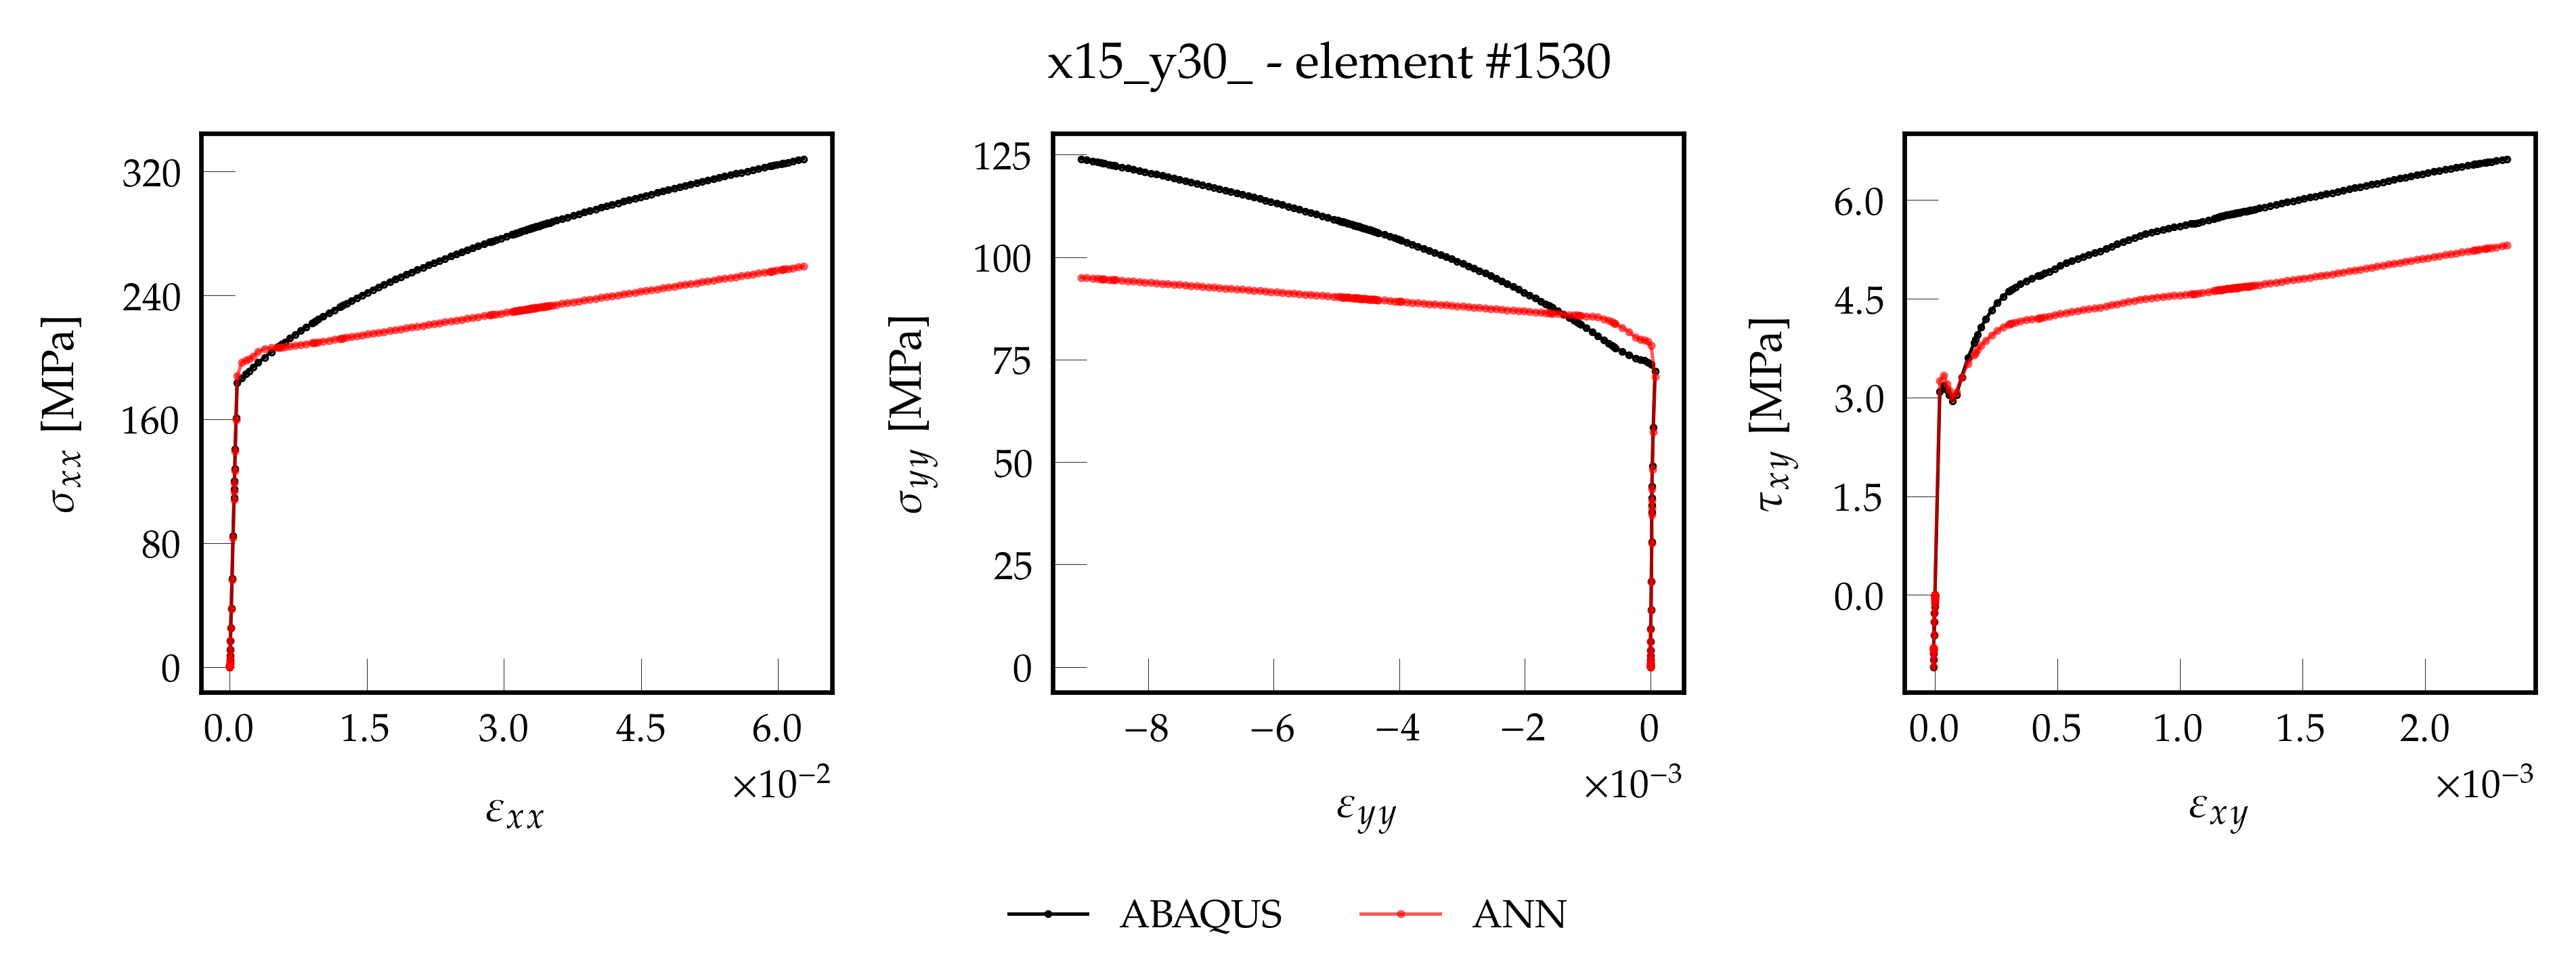 x15_y30_ - element #1530
σxx [MPa]
320
240
160
80
0
0.0 1.5 3.0 4.5 6.0
×10−2
εxx
σyy [MPa]
125
100
75
50
25
0
−8 −6 −4 −2 0
×10−3
εyy
τxy [MPa]
6.0
4.5
3.0
1.5
0.0
0.0 0.5 1.0 1.5 2.0
×10−3
εxy
ABAQUS ANN